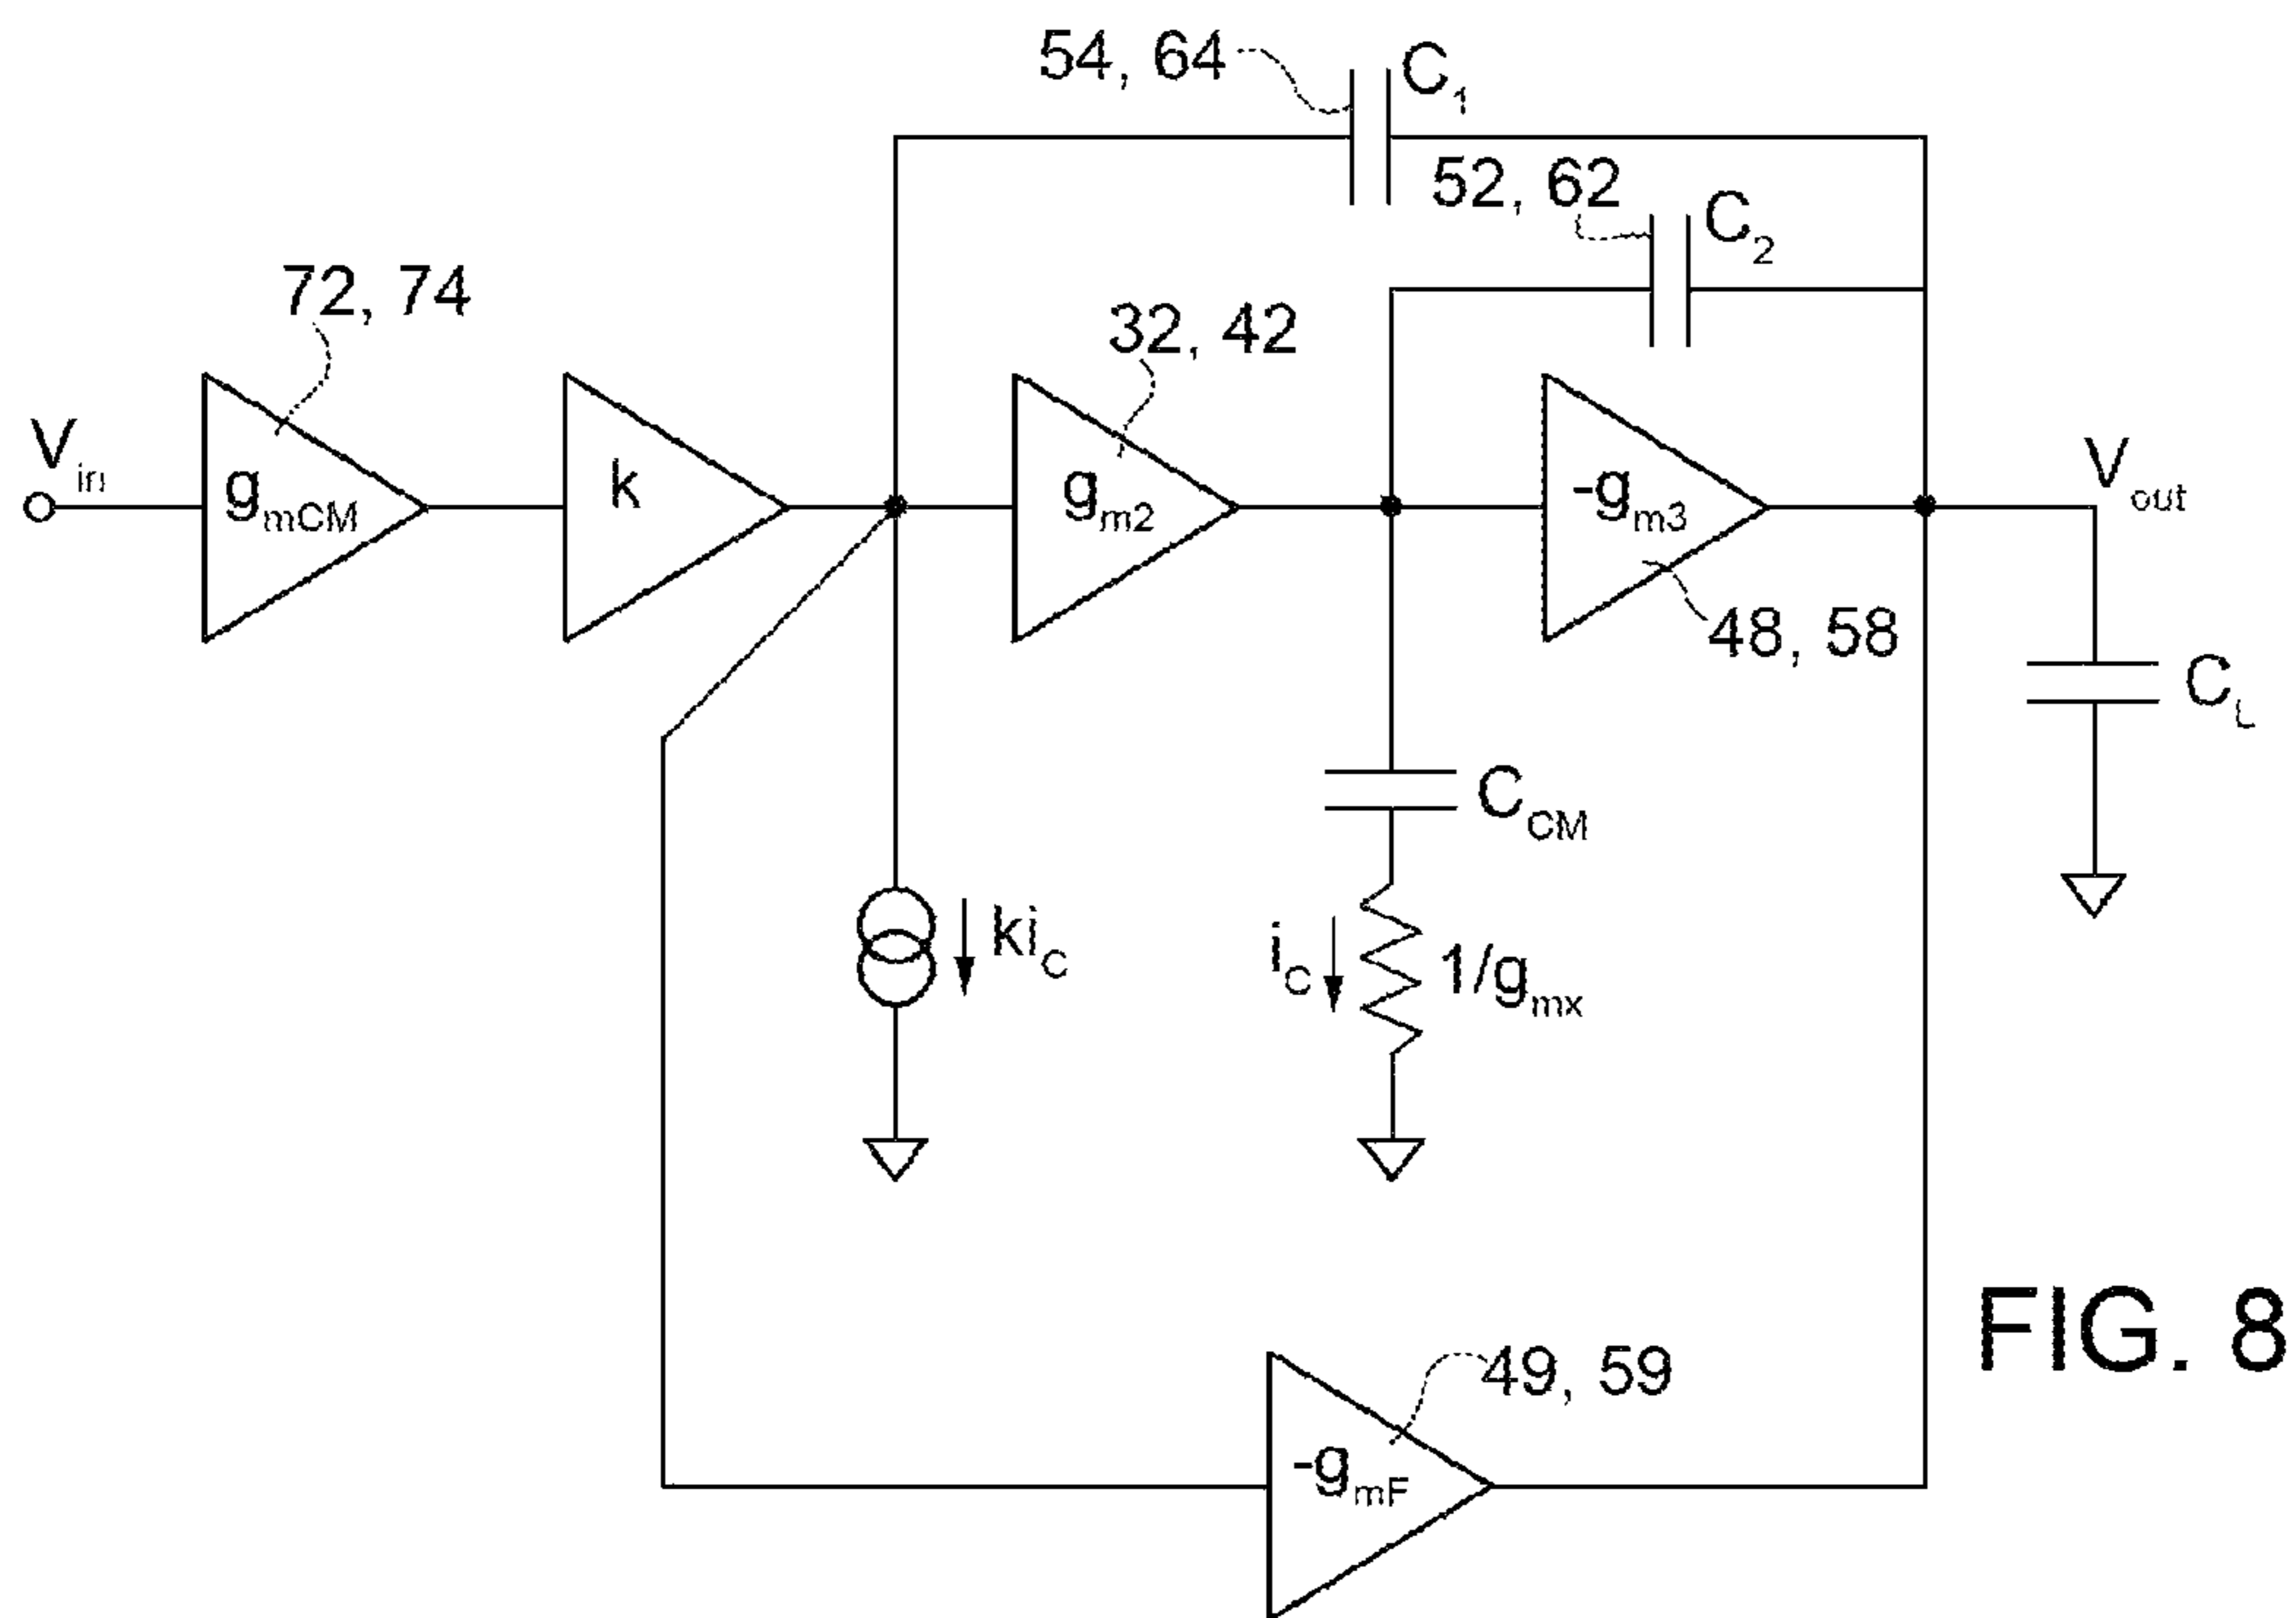 54, 64
C1
52, 62
C2
72, 74
32, 42
Vin
gmCM
k
gm2
-gm3
Vout
48, 58
CL
CCM
kiC
iC
1/gmx
49, 59
-gmF
FIG. 8